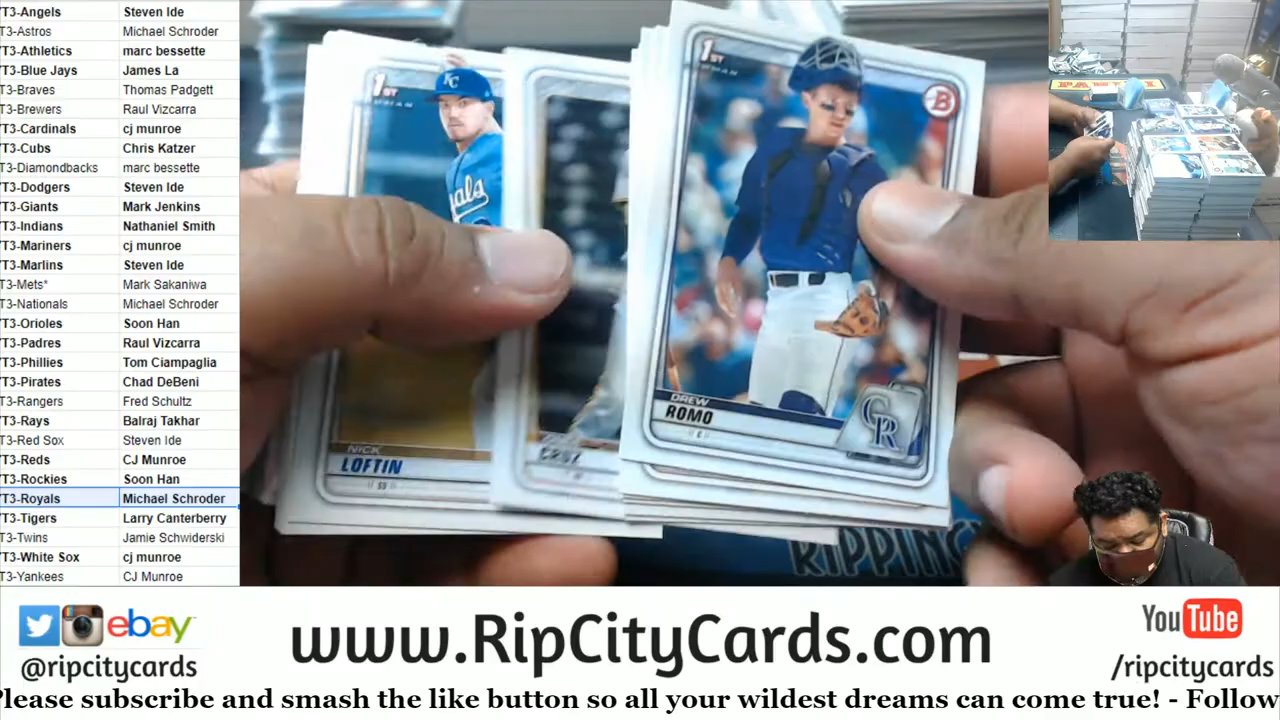 T3-Angels Steven Ide
T3-Astros Michael Schroder
T3-Athletics marc bessette
T3-Blue Jays James La
T3-Braves Thomas Padgett
T3-Brewers Raul Vizcarra
T3-Cardinals cj munroe
T3-Cubs Chris Katzer
T3-Diamondbacks marc bessette
T3-Dodgers Steven Ide
T3-Giants Mark Jenkins
T3-Indians Nathaniel Smith
T3-Mariners cj munroe
T3-Marlins Steven Ide
T3-Mets* Mark Sakaniwa
T3-Nationals Michael Schroder
T3-Orioles Soon Han
T3-Padres Raul Vizcarra
T3-Phillies Tom Ciampaglia
T3-Pirates Chad DeBeni
T3-Rangers Fred Schultz
T3-Rays Balraj Takhar
T3-Red Sox Steven Ide
T3-Reds CJ Munroe
T3-Rockies Soon Han
T3-Royals Michael Schroder
T3-Tigers Larry Canterberry
T3-Twins Jamie Schwiderski
T3-White Sox cj munroe
T3-Yankees CJ Munroe
1ST
KC
NICK
LOFTIN
SS
CRUZ
1ST
B
DREW
ROMO
C
CR
RIPPING
PANINI
ebay
@ripcitycards
www.RipCityCards.com
YouTube
/ripcitycards
Please subscribe and smash the like button so all your wildest dreams can come true! - Follow